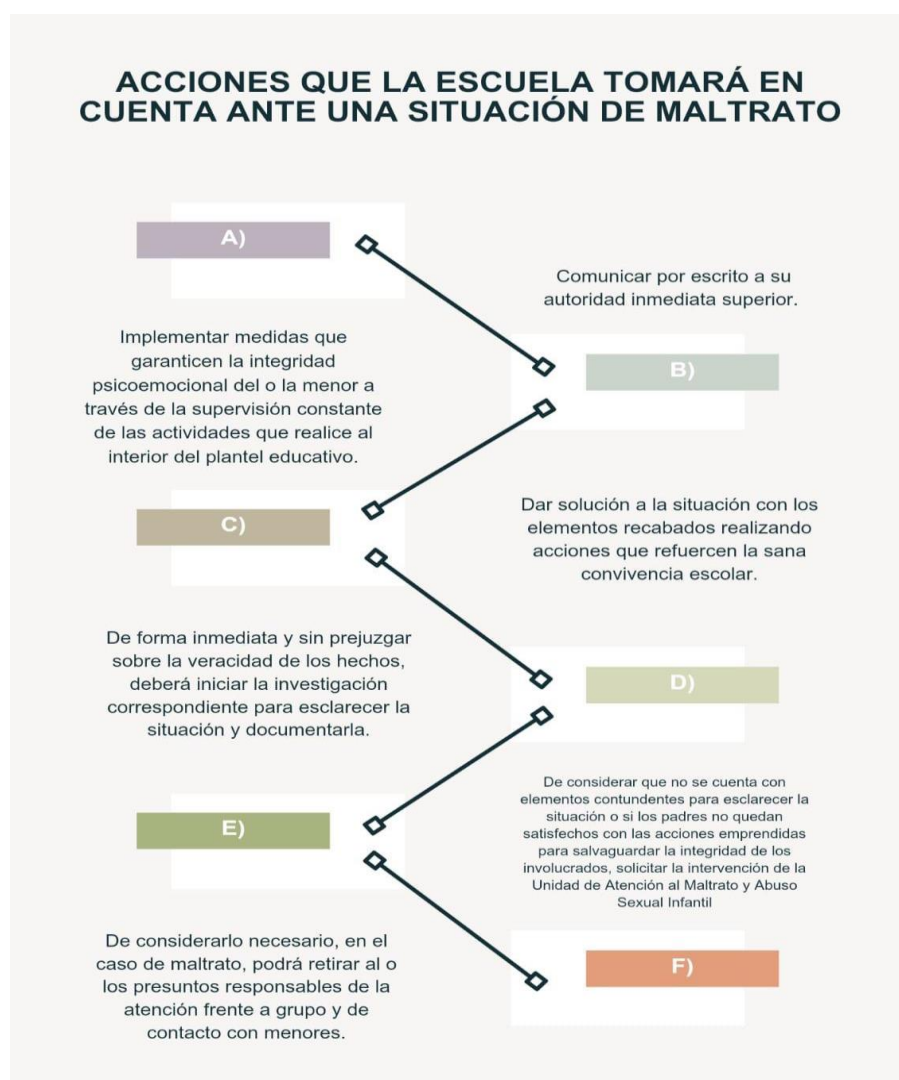 ACCIONES QUE LA ESCUELA TOMARÁ EN
CUENTA ANTE UNA SITUACIÓN DE MALTRATO
A)
Implementar medidas que
garanticen la integridad
psicoemocional del o la menor a
través de la supervisión constante
de las actividades que realice al
interior del plantel educativo.
Comunicar por escrito a su
autoridad inmediata superior.
B)
C)
De forma inmediata y sin prejuzgar
sobre la veracidad de los hechos,
deberá iniciar la investigación
correspondiente para esclarecer la
situación y documentarla.
Dar solución a la situación con los
elementos recabados realizando
acciones que refuercen la sana
convivencia escolar.
D)
E)
De considerarlo necesario, en el
caso de maltrato, podrá retirar al o
los presuntos responsables de la
atención frente a grupo y de
contacto con menores.
De considerar que no se cuenta con
elementos contundentes para esclarecer la
situación o si los padres no quedan
satisfechos con las acciones emprendidas
para salvaguardar la integridad de los
involucrados, solicitar la intervención de la
Unidad de Atención al Maltrato y Abuso
Sexual Infantil
F)